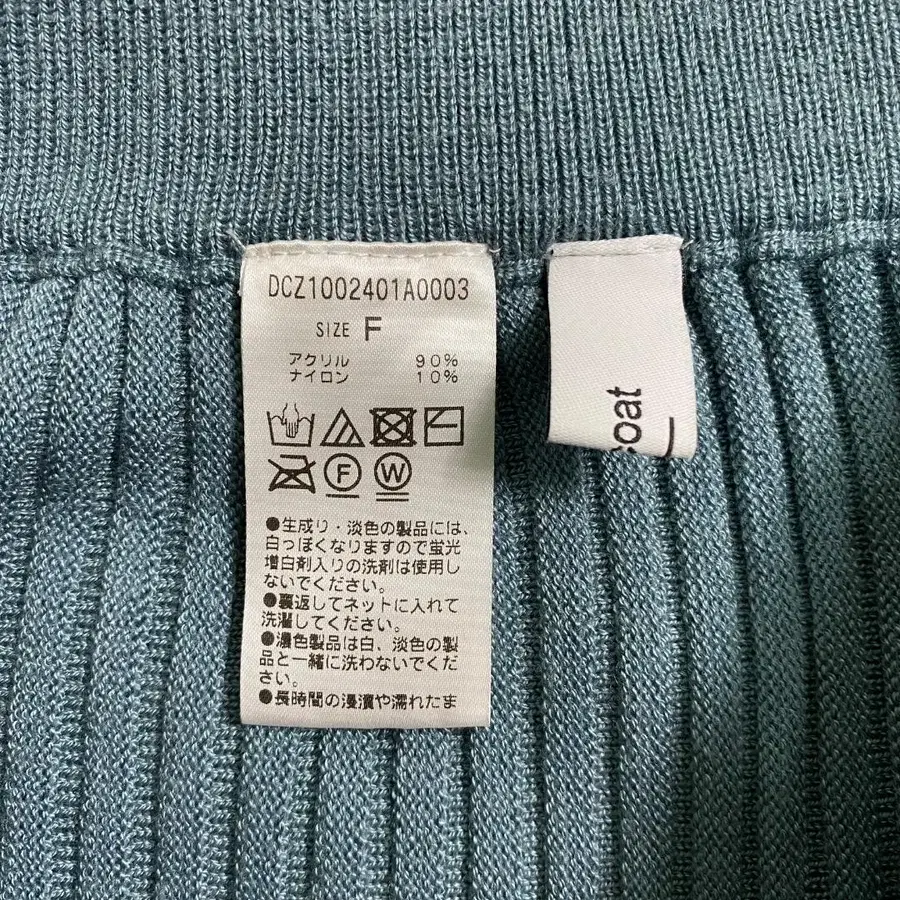 DCZ1002401A0003
SIZE F
アクリル 90%
ナイロン 10%
F W
●生成り・淡色の製品には、
白っぽくなりますので蛍光
増白剤入りの洗剤は使用し
ないでください。
●裏返してネットに入れて
洗濯してください。
●濃色製品は白、淡色の製
品と一緒に洗わないでくだ
さい。
●長時間の浸漬や濡れたま
coat